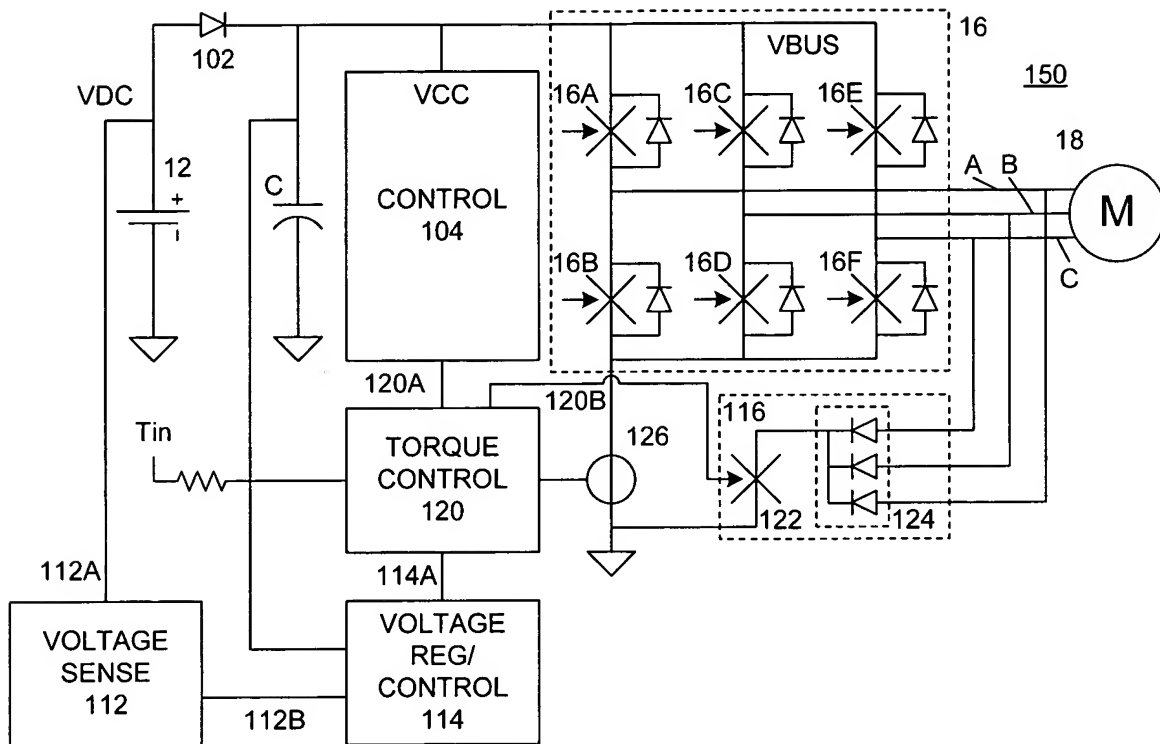 102
VBUS
16
150
VDC
VCC
16A
16C
16E
18
12
+
C
A
B
M
CONTROL
104
16B
16D
16F
C
120A
120B
116
Tin
126
TORQUE
CONTROL
120
122
124
112A
114A
VOLTAGE
SENSE
112
VOLTAGE
REG/
CONTROL
114
112B